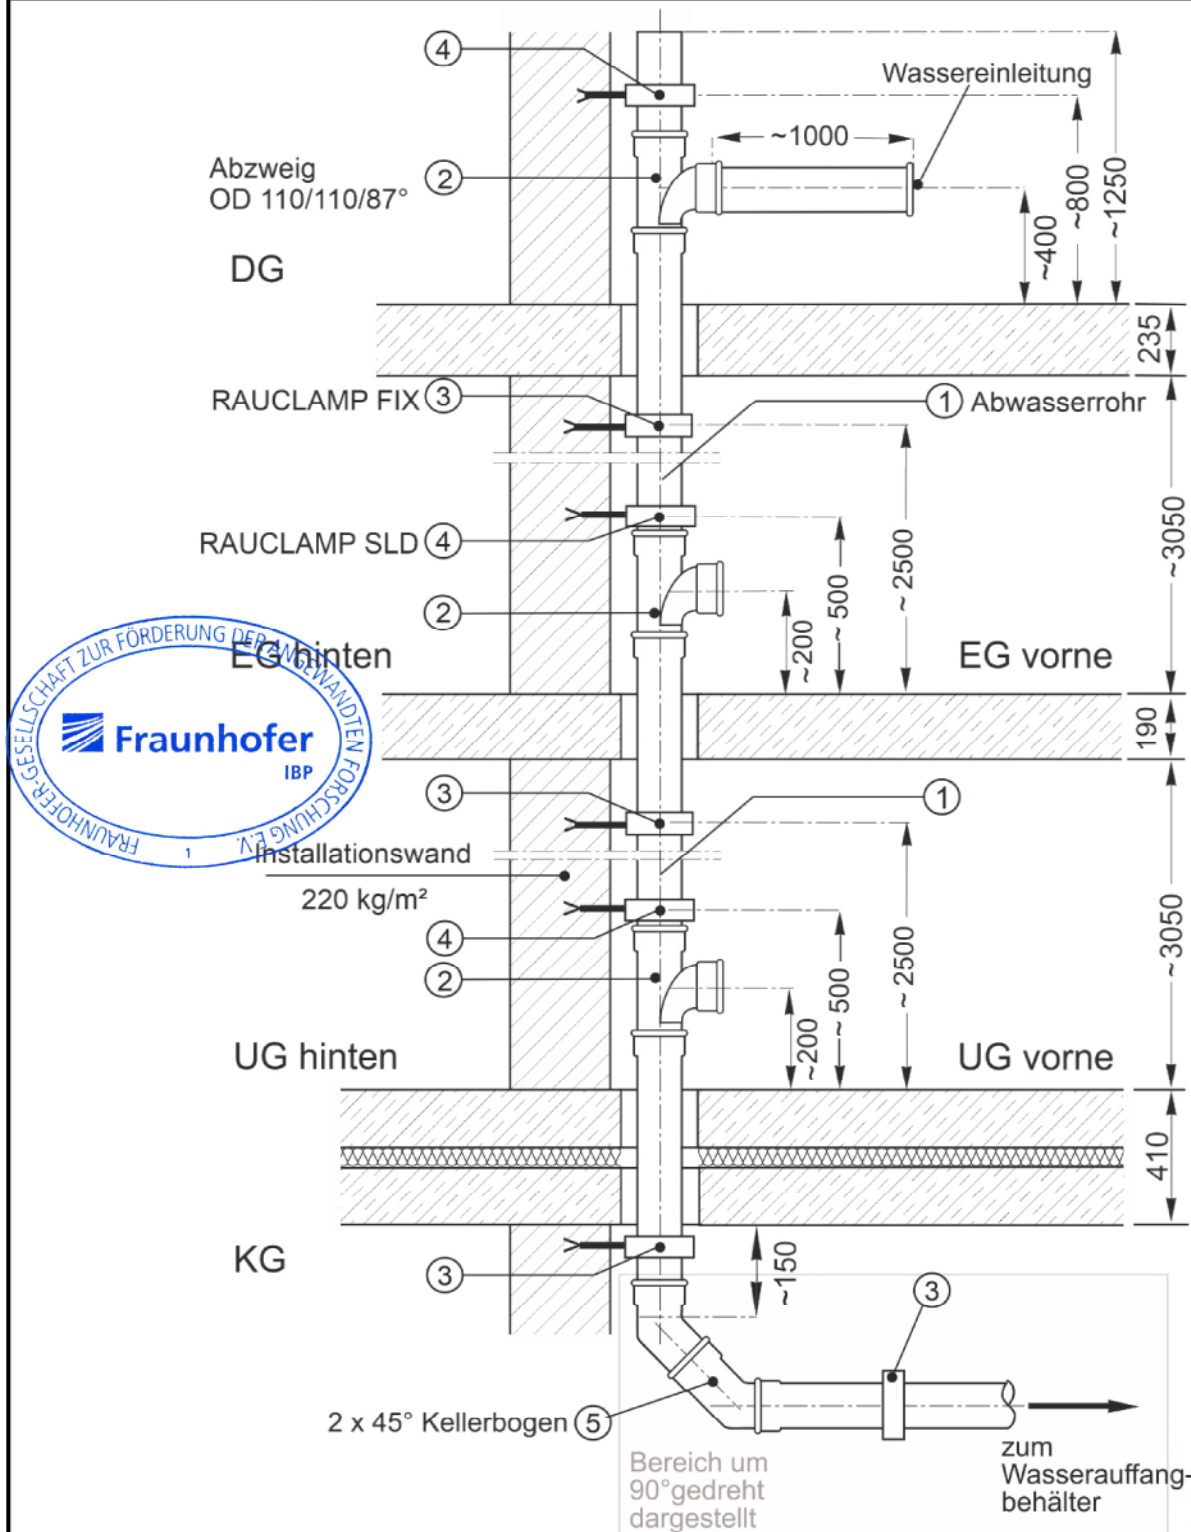 4
Wassereinleitung
~1000
Abzweig
OD 110/110/87°
2
~400
~800
~1250
DG
235
RAUCLAMP FIX 3
1 Abwasserrohr
RAUCLAMP SLD 4
2
~200
~500
~2500
~3050
EG hinten
EG vorne
FRAUNHOFER-GESELLSCHAFT ZUR FÖRDERUNG DER ANGEWANDTEN FORSCHUNG E.V.
Fraunhofer
IBP
1
190
3
1
Installationswand
220 kg/m²
4
2
~200
~500
~2500
~3050
UG hinten
UG vorne
410
KG
3
~150
3
2 x 45° Kellerbogen 5
Bereich um
90°gedreht
dargestellt
zum
Wasserauffang-
behälter